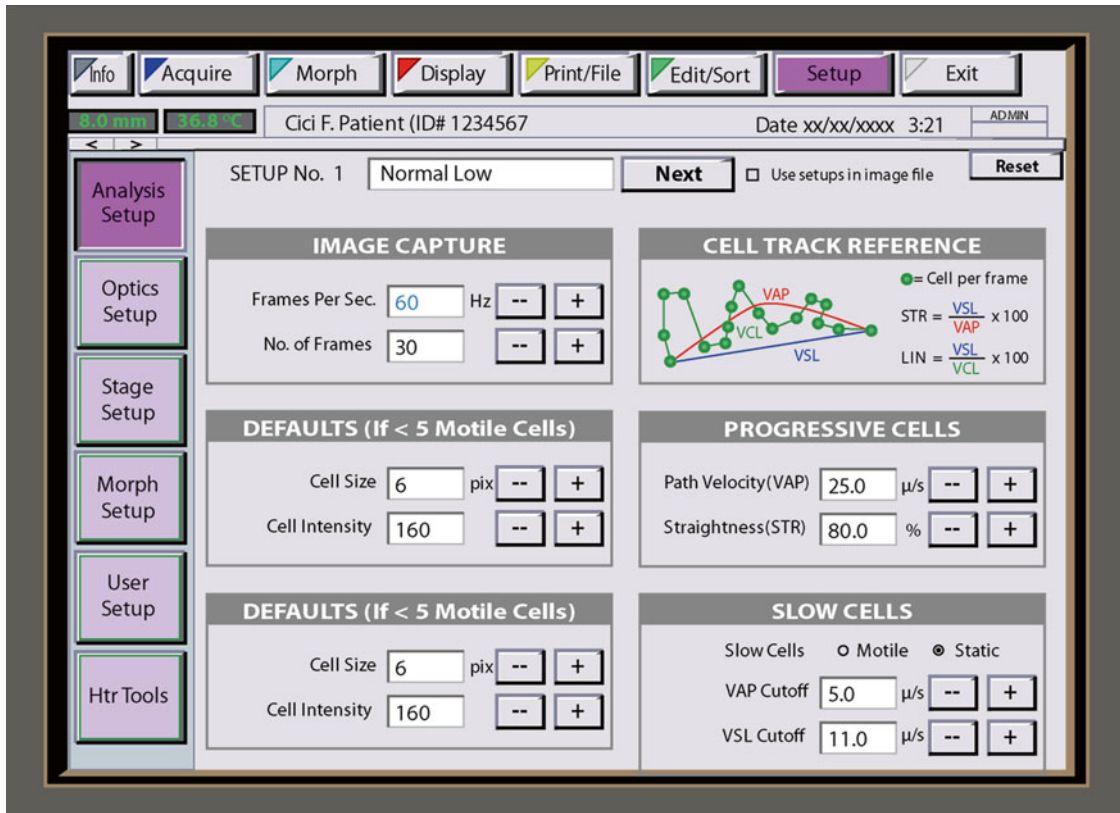 Info Acquire Morph Display Print/File Edit/Sort Setup Exit
8.0 mm 36.8 °C Cici F. Patient (ID# 1234567 Date xx/xx/xxxx 3:21 ADMIN
< >
Analysis
Setup
Optics
Setup
Stage
Setup
Morph
Setup
User
Setup
Htr Tools
SETUP No. 1 Normal Low Next Use setups in image file Reset
IMAGE CAPTURE
Frames Per Sec. 60 Hz -- +
No. of Frames 30 -- +
CELL TRACK REFERENCE
VAP
VCL
VSL
= Cell per frame
STR = VSL / VAP x 100
LIN = VSL / VCL x 100
DEFAULTS (If < 5 Motile Cells)
Cell Size 6 pix -- +
Cell Intensity 160 -- +
PROGRESSIVE CELLS
Path Velocity(VAP) 25.0 μ/s -- +
Straightness(STR) 80.0 % -- +
DEFAULTS (If < 5 Motile Cells)
Cell Size 6 pix -- +
Cell Intensity 160 -- +
SLOW CELLS
Slow Cells Motile Static
VAP Cutoff 5.0 μ/s -- +
VSL Cutoff 11.0 μ/s -- +